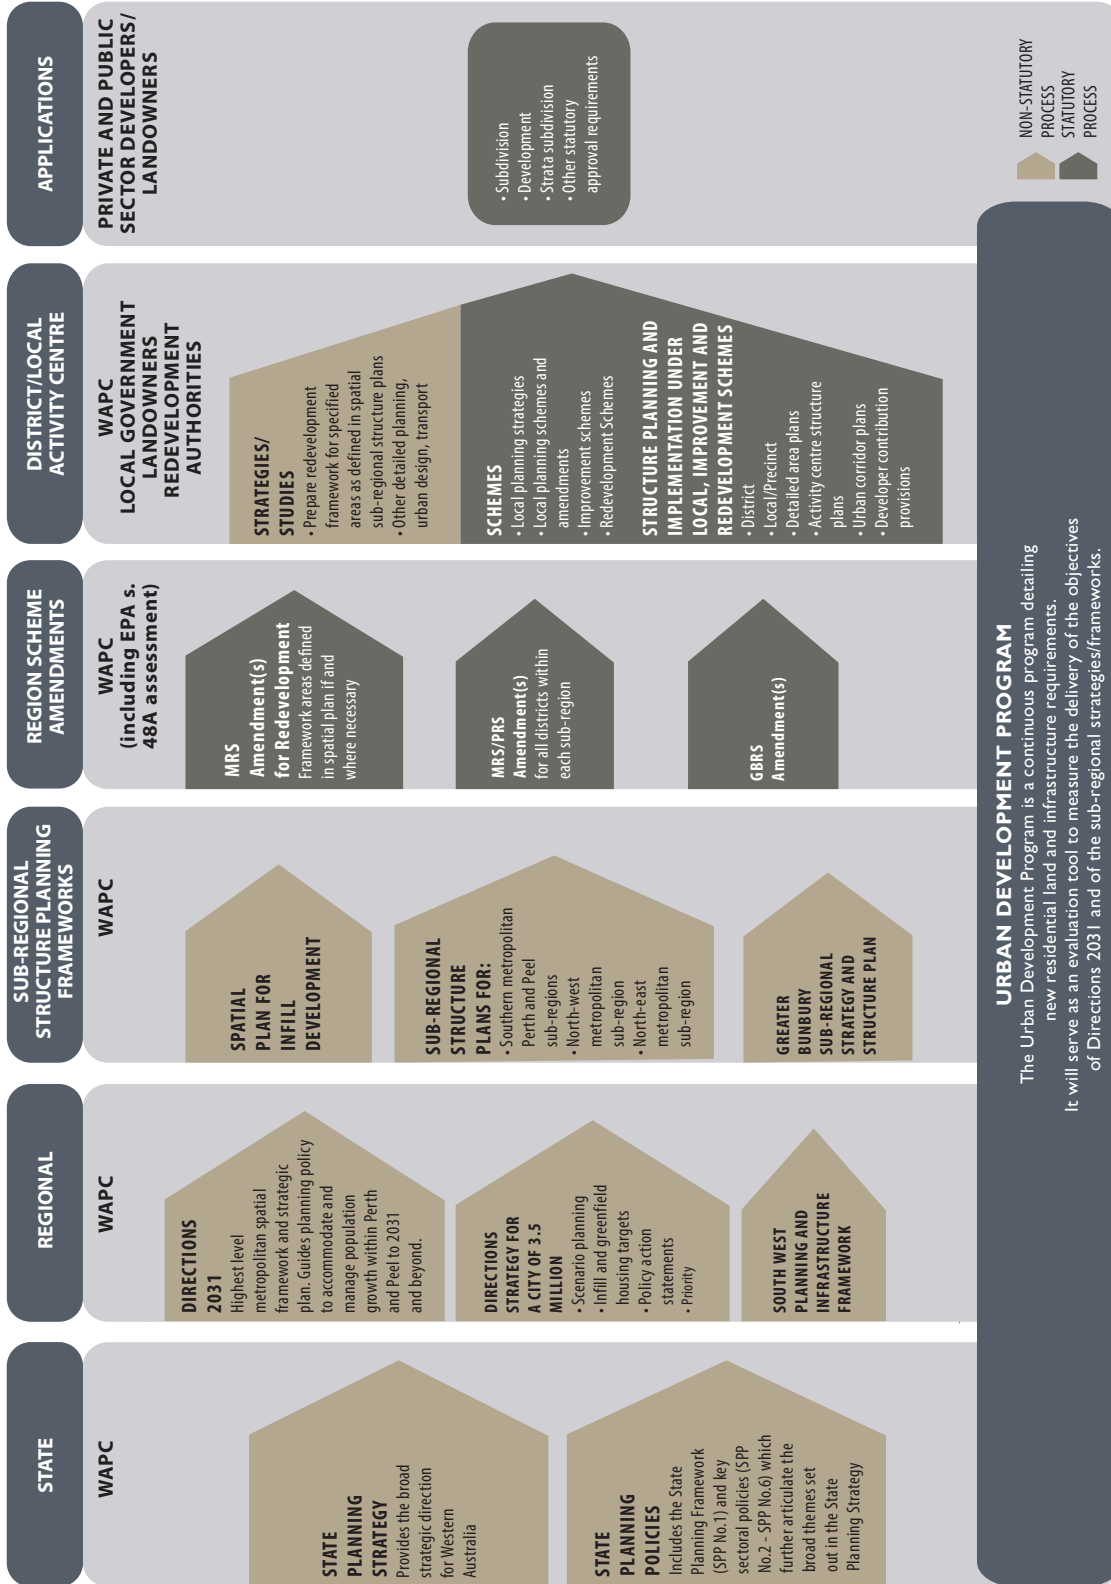 STATE
WAPC
STATE
PLANNING
STRATEGY
Provides the broad
strategic direction
for Western
Australia
STATE
PLANNING
POLICIES
Includes the State
Planning Framework
(SPP No.1) and key
sectoral policies (SPP
No.2 - SPP No.6) which
further articulate the
broad themes set
out in the State
Planning Strategy
REGIONAL
WAPC
DIRECTIONS
2031
Highest level
metropolitan spatial
framework and strategic
plan. Guides planning policy
to accommodate and
manage population
growth within Perth
and Peel to 2031
and beyond.
DIRECTIONS
STRATEGY FOR
A CITY OF 3.5
MILLION
• Scenario planning
• Infill and greenfield
housing targets
• Policy action
statements
• Priority
SOUTH WEST
PLANNING AND
INFRASTRUCTURE
FRAMEWORK
SUB-REGIONAL
STRUCTURE PLANNING
FRAMEWORKS
WAPC
SPATIAL
PLAN FOR
INFILL
DEVELOPMENT
SUB-REGIONAL
STRUCTURE
PLANS FOR:
• Southern metropolitan
Perth and Peel
sub-regions
• North-west
metropolitan
sub-region
• North-east
metropolitan
sub-region
GREATER
BUNBURY
SUB-REGIONAL
STRATEGY AND
STRUCTURE PLAN
REGION SCHEME
AMENDMENTS
WAPC
(including EPA s.
48A assessment)
MRS
Amendment(s)
for Redevelopment
Framework areas defined
in spatial plan if and
where necessary
MRS/PRS
Amendment(s)
for all districts within
each sub-region
GBRS
Amendment(s)
DISTRICT/LOCAL
ACTIVITY CENTRE
WAPC
LOCAL GOVERNMENT
LANDOWNERS
REDEVELOPMENT
AUTHORITIES
STRATEGIES/
STUDIES
• Prepare redevelopment
framework for specified
areas as defined in spatial
sub-regional structure plans
• Other detailed planning,
urban design, transport
SCHEMES
• Local planning strategies
• Local planning schemes and
amendments
• Improvement schemes
• Redevelopment Schemes
STRUCTURE PLANNING AND
IMPLEMENTATION UNDER
LOCAL, IMPROVEMENT AND
REDEVELOPMENT SCHEMES
• District
• Local/Precinct
• Detailed area plans
• Activity centre structure
plans
• Urban corridor plans
• Developer contribution
provisions
APPLICATIONS
PRIVATE AND PUBLIC
SECTOR DEVELOPERS/
LANDOWNERS
• Subdivision
• Development
• Strata subdivision
• Other statutory
approval requirements
NON-STATUTORY
PROCESS
STATUTORY
PROCESS
URBAN DEVELOPMENT PROGRAM
The Urban Development Program is a continuous program detailing
new residential land and infrastructure requirements.
It will serve as an evaluation tool to measure the delivery of the objectives
of Directions 2031 and of the sub-regional strategies/frameworks.